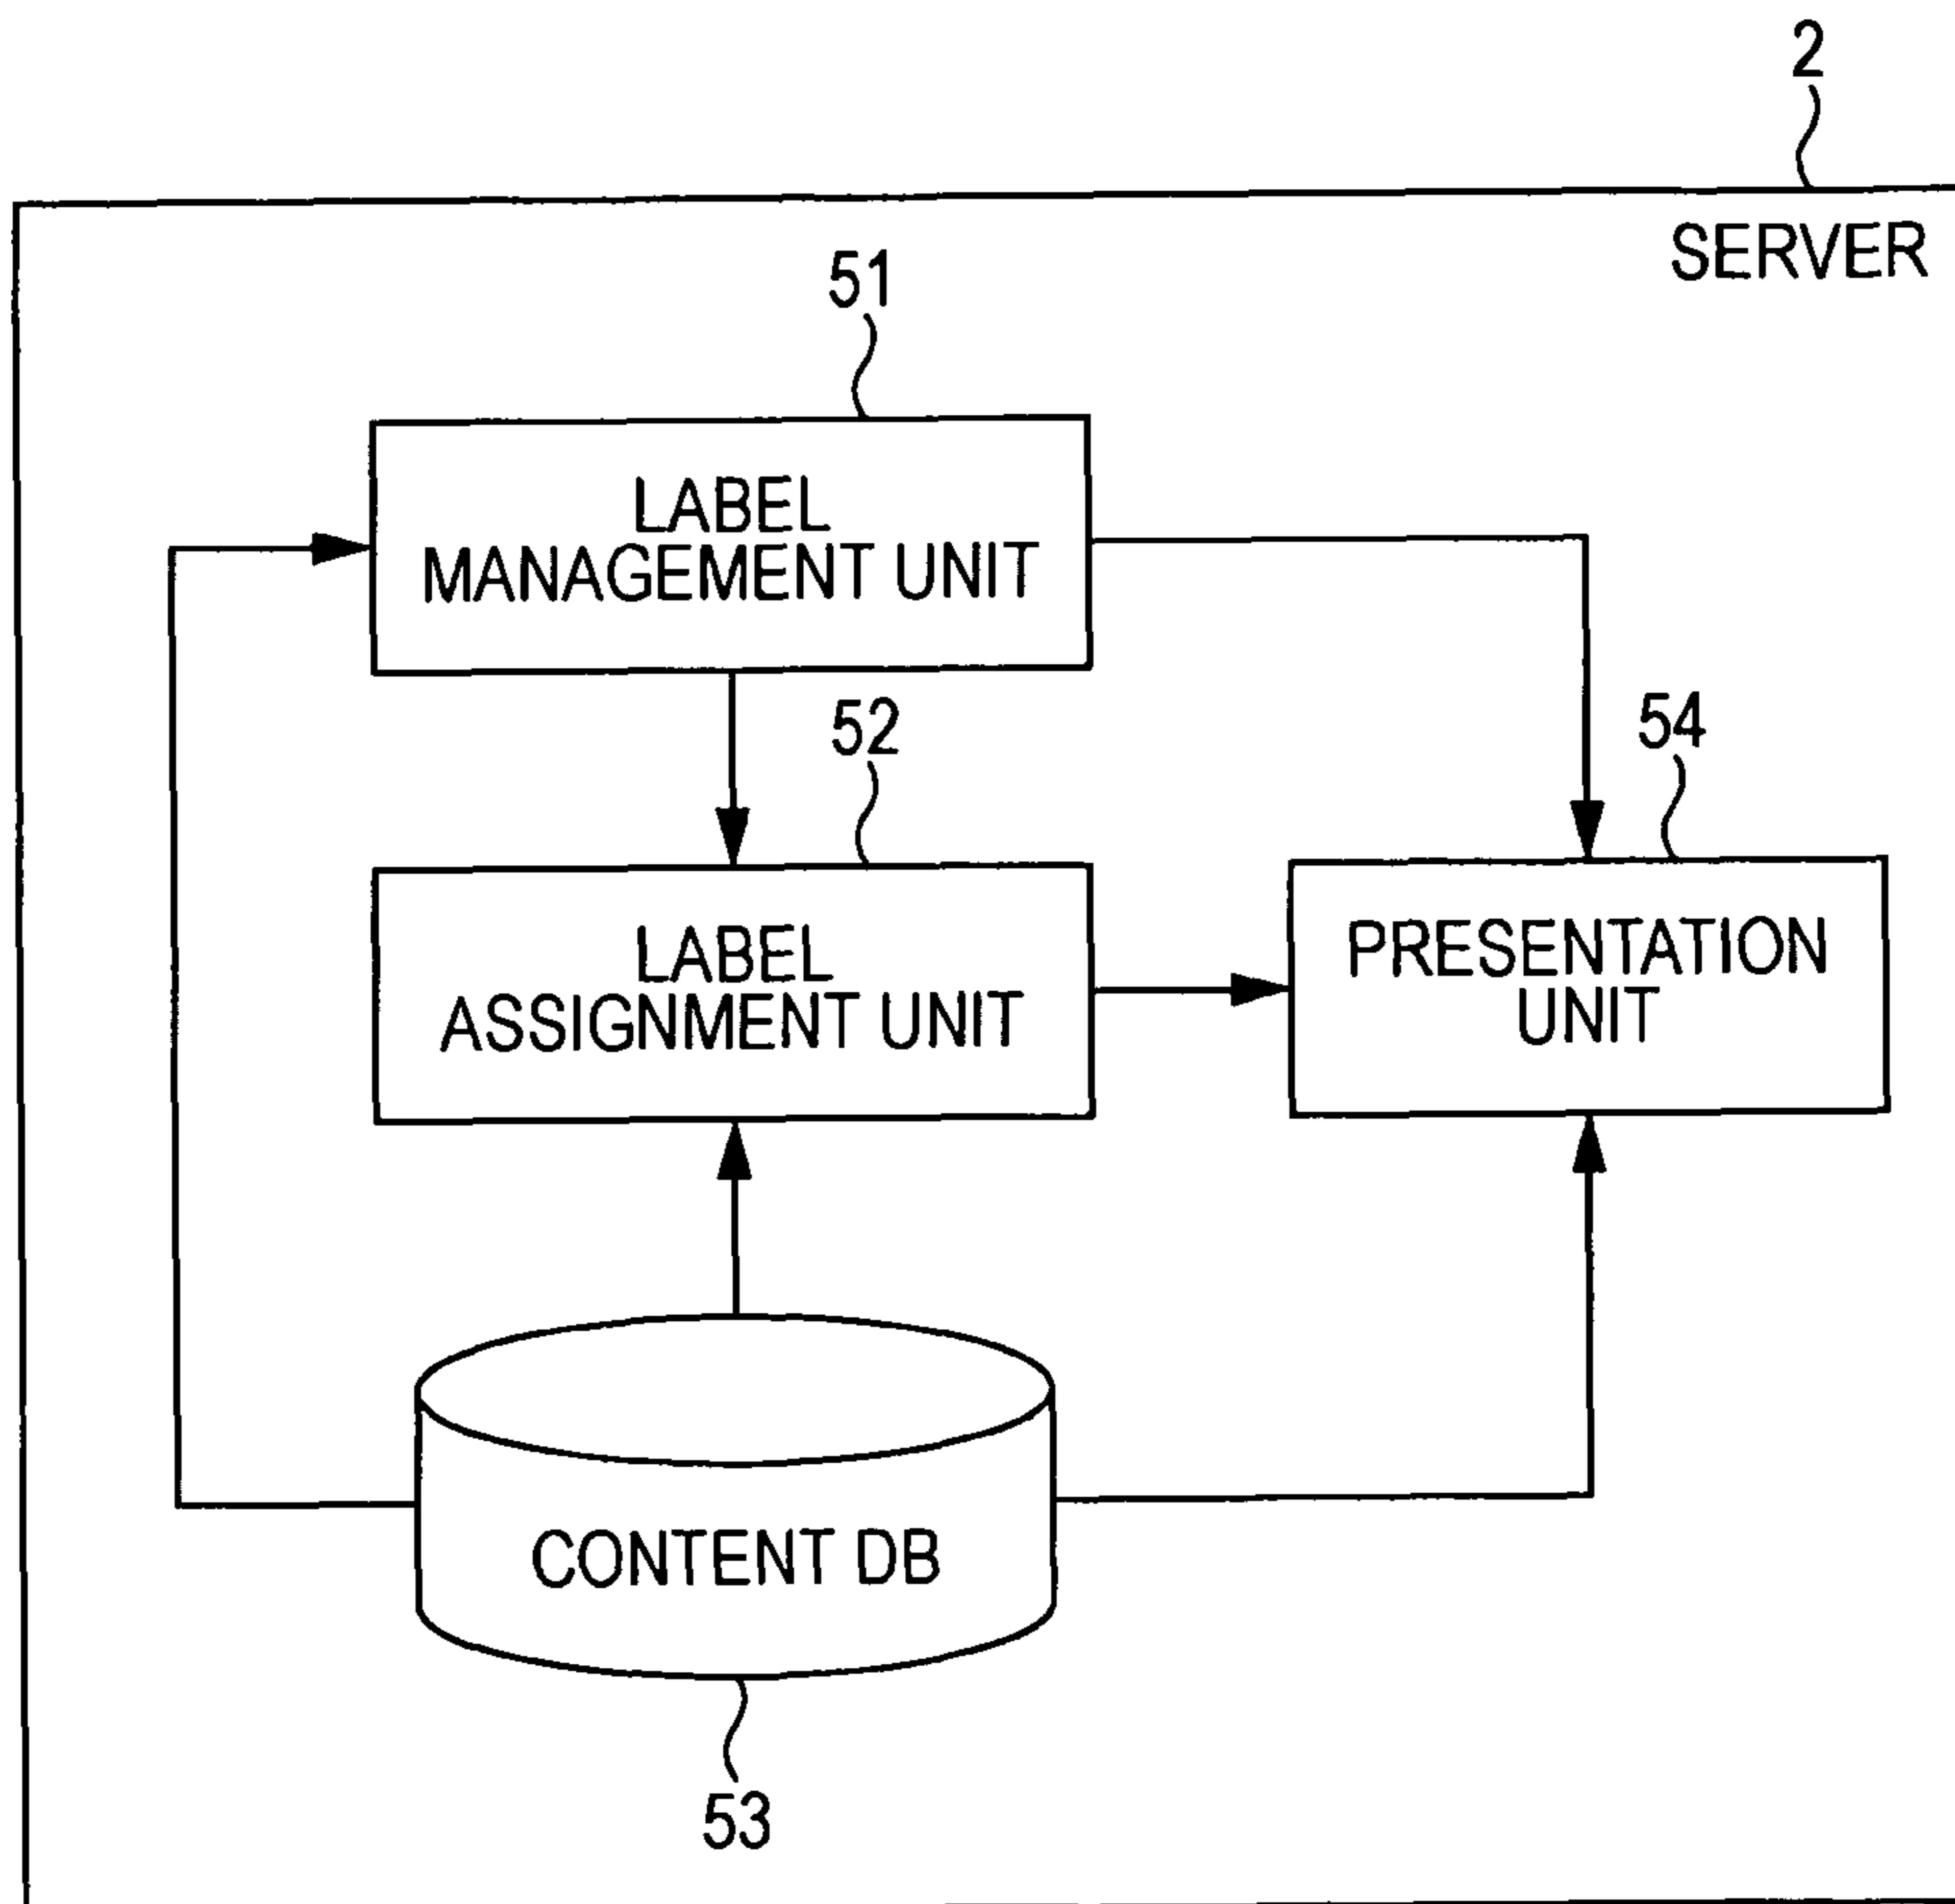 2
SERVER
51
LABEL
MANAGEMENT UNIT
52
54
LABEL
ASSIGNMENT UNIT
PRESENTATION
UNIT
CONTENT DB
53